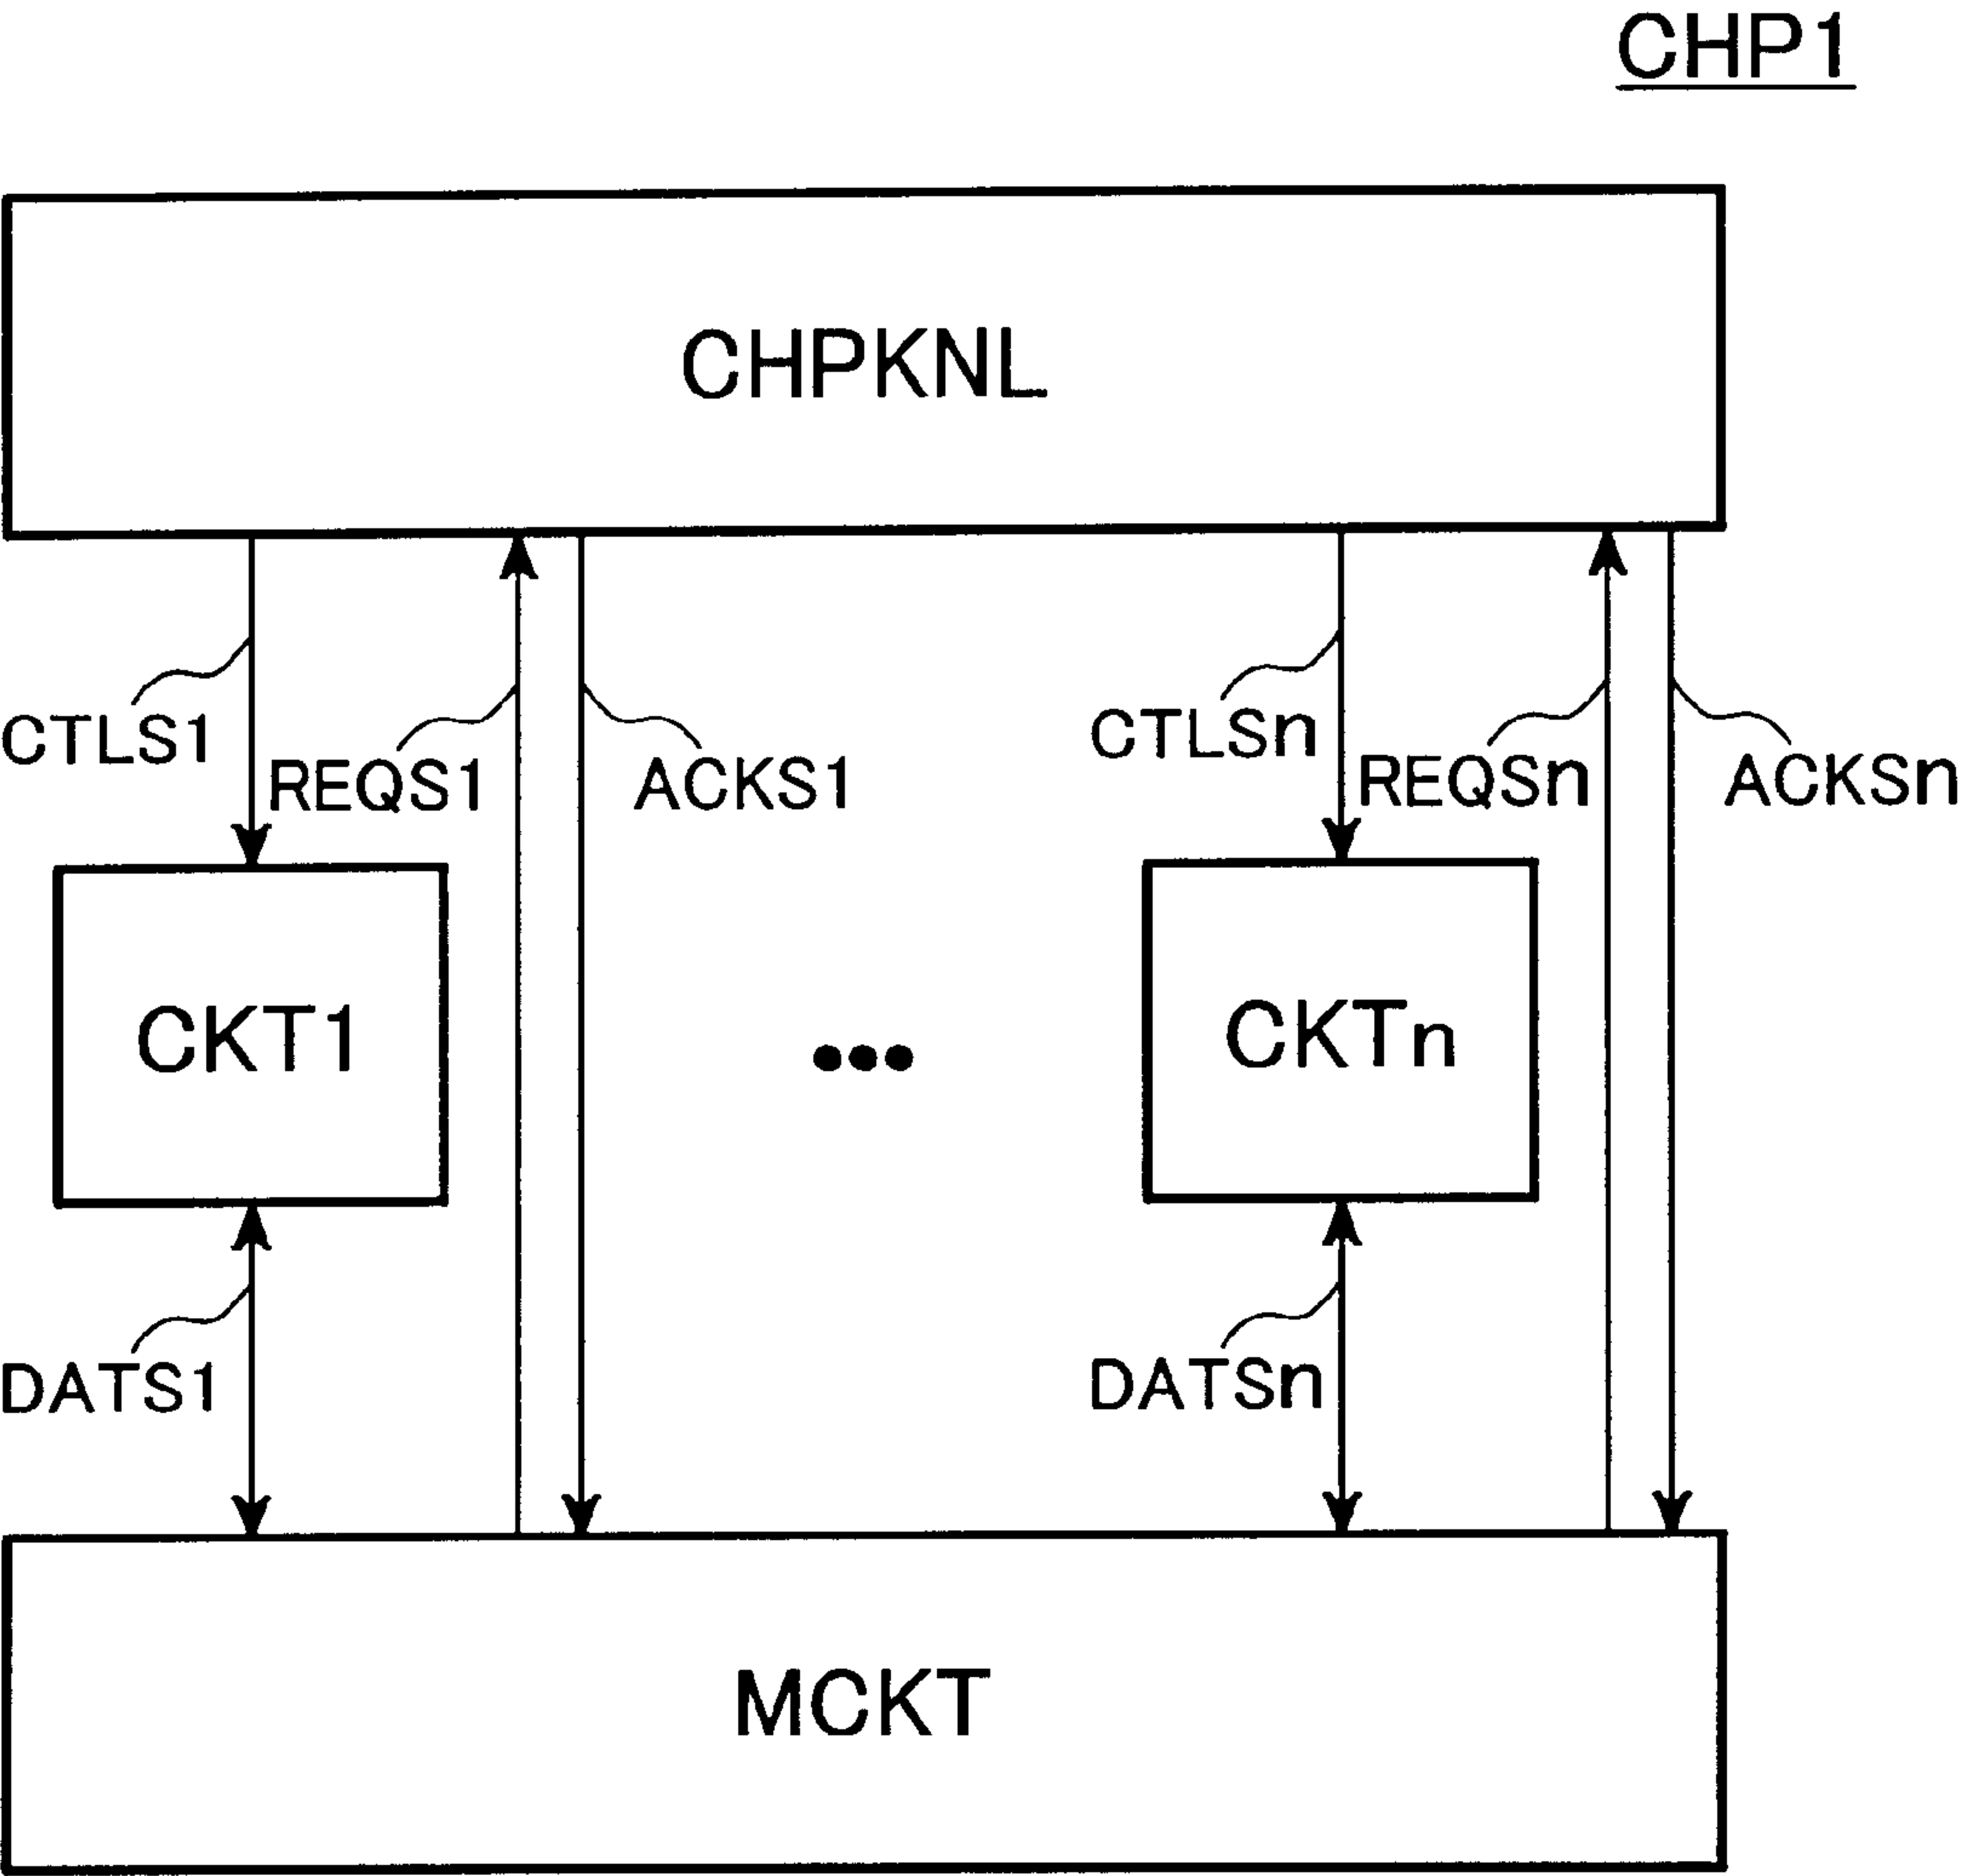 CHP1
CHPKNL
CTLS1
REQS1
ACKS1
CTLSn
REQSn
ACKSn
CKT1
•••
CKTn
DATS1
DATSn
MCKT